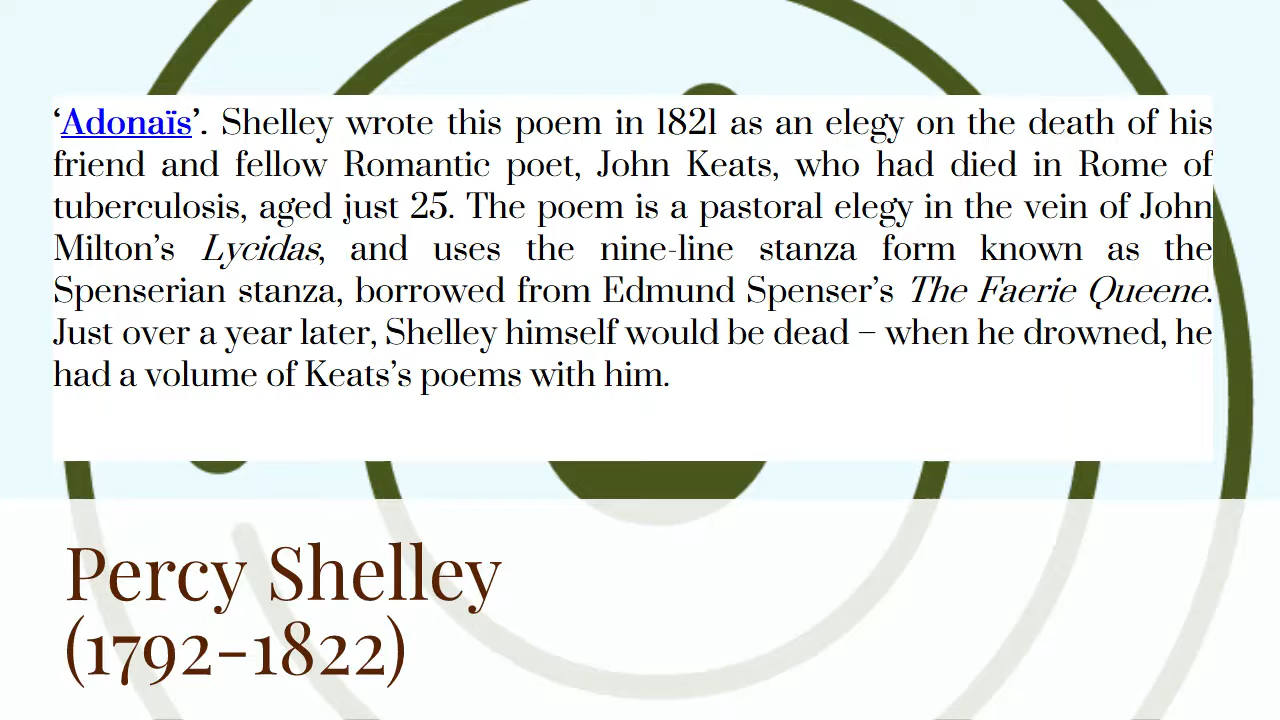 ‘Adonaïs’. Shelley wrote this poem in 1821 as an elegy on the death of his
friend and fellow Romantic poet, John Keats, who had died in Rome of
tuberculosis, aged just 25. The poem is a pastoral elegy in the vein of John
Milton’s Lycidas, and uses the nine-line stanza form known as the
Spenserian stanza, borrowed from Edmund Spenser’s The Faerie Queene.
Just over a year later, Shelley himself would be dead – when he drowned, he
had a volume of Keats’s poems with him.
Percy Shelley
(1792–1822)